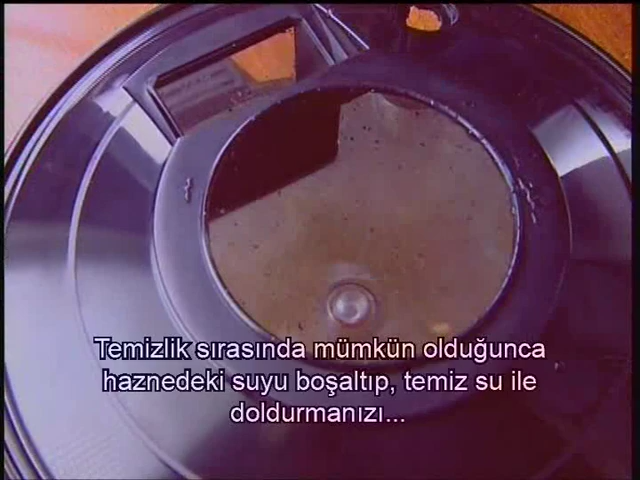 Temizlik sırasında mümkün olduğunca
haznedeki suyu boşaltıp, temiz su ile
doldurmanızı...